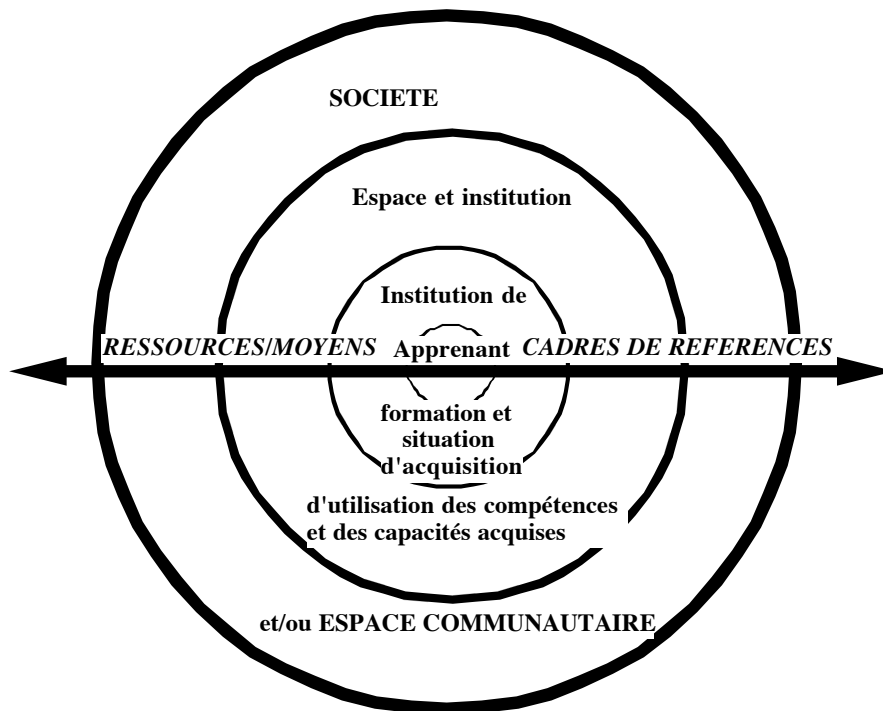 SOCIETE
Espace et institution
Institution de
RESSOURCES/MOYENS Apprenant CADRES DE REFERENCES
formation et
situation
d'acquisition
d'utilisation des compétences
et des capacités acquises
et/ou ESPACE COMMUNAUTAIRE